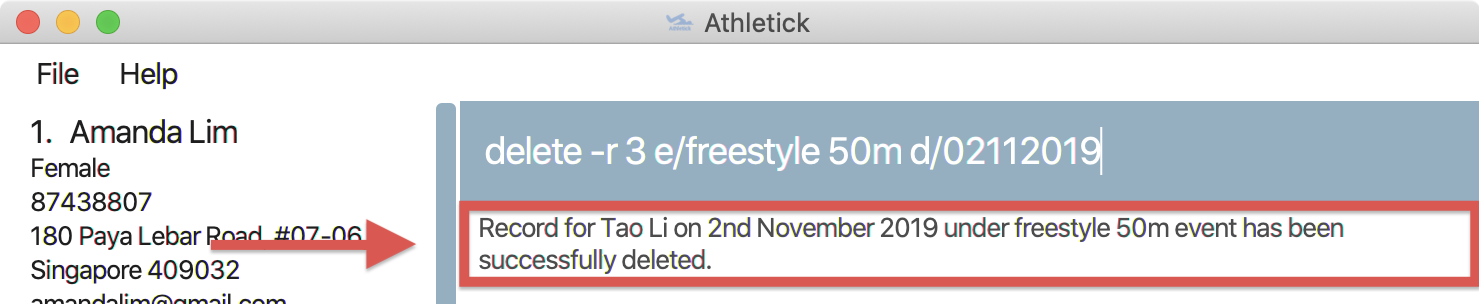 Athletick
File Help
1. Amanda Lim
Female
87438807
180 Paya Lebar Road, #07-06
Singapore 409032
amandalim@gmail.com
delete -r 3 e/freestyle 50m d/02112019
Record for Tao Li on 2nd November 2019 under freestyle 50m event has been
successfully deleted.